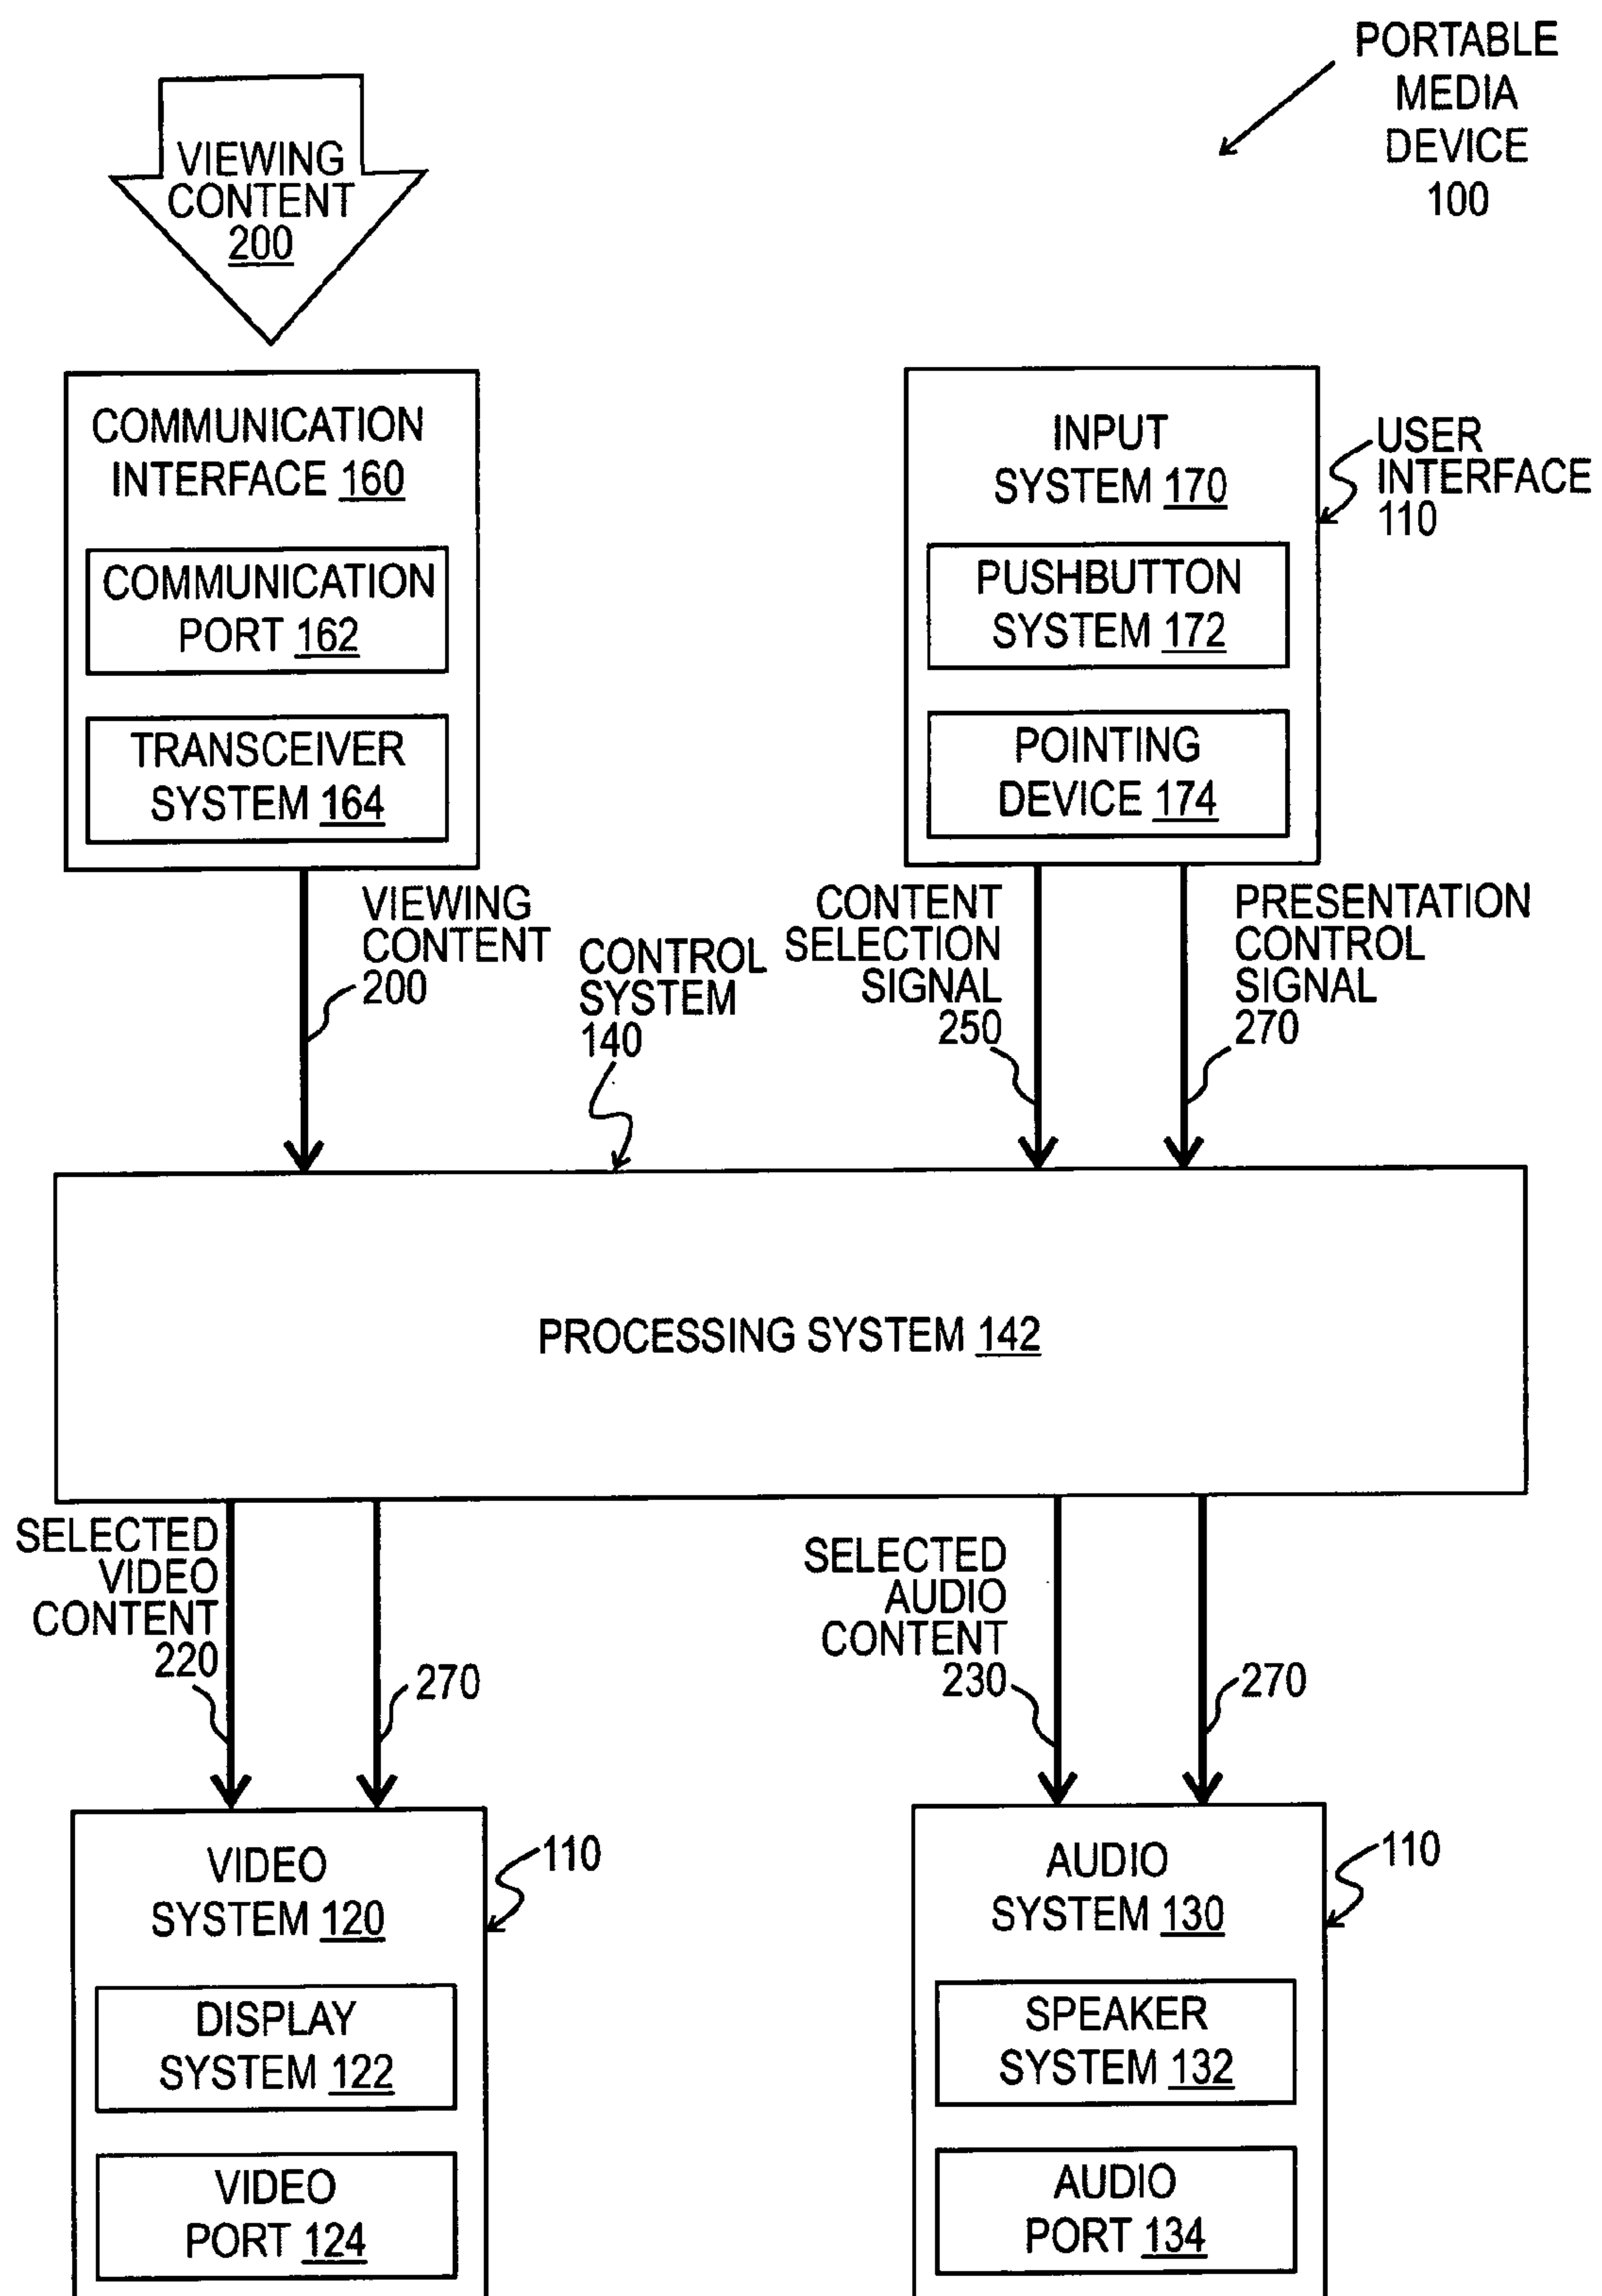 PORTABLE
MEDIA
DEVICE
100
VIEWING
CONTENT
200
COMMUNICATION
INTERFACE 160
COMMUNICATION
PORT 162
TRANSCEIVER
SYSTEM 164
INPUT
SYSTEM 170
PUSHBUTTON
SYSTEM 172
POINTING
DEVICE 174
USER
INTERFACE
110
VIEWING
CONTENT
200
CONTROL
SYSTEM
140
CONTENT
SELECTION
SIGNAL
250
PRESENTATION
CONTROL
SIGNAL
270
PROCESSING SYSTEM 142
SELECTED
VIDEO
CONTENT
220
270
SELECTED
AUDIO
CONTENT
230
270
VIDEO
SYSTEM 120
110
DISPLAY
SYSTEM 122
VIDEO
PORT 124
AUDIO
SYSTEM 130
110
SPEAKER
SYSTEM 132
AUDIO
PORT 134